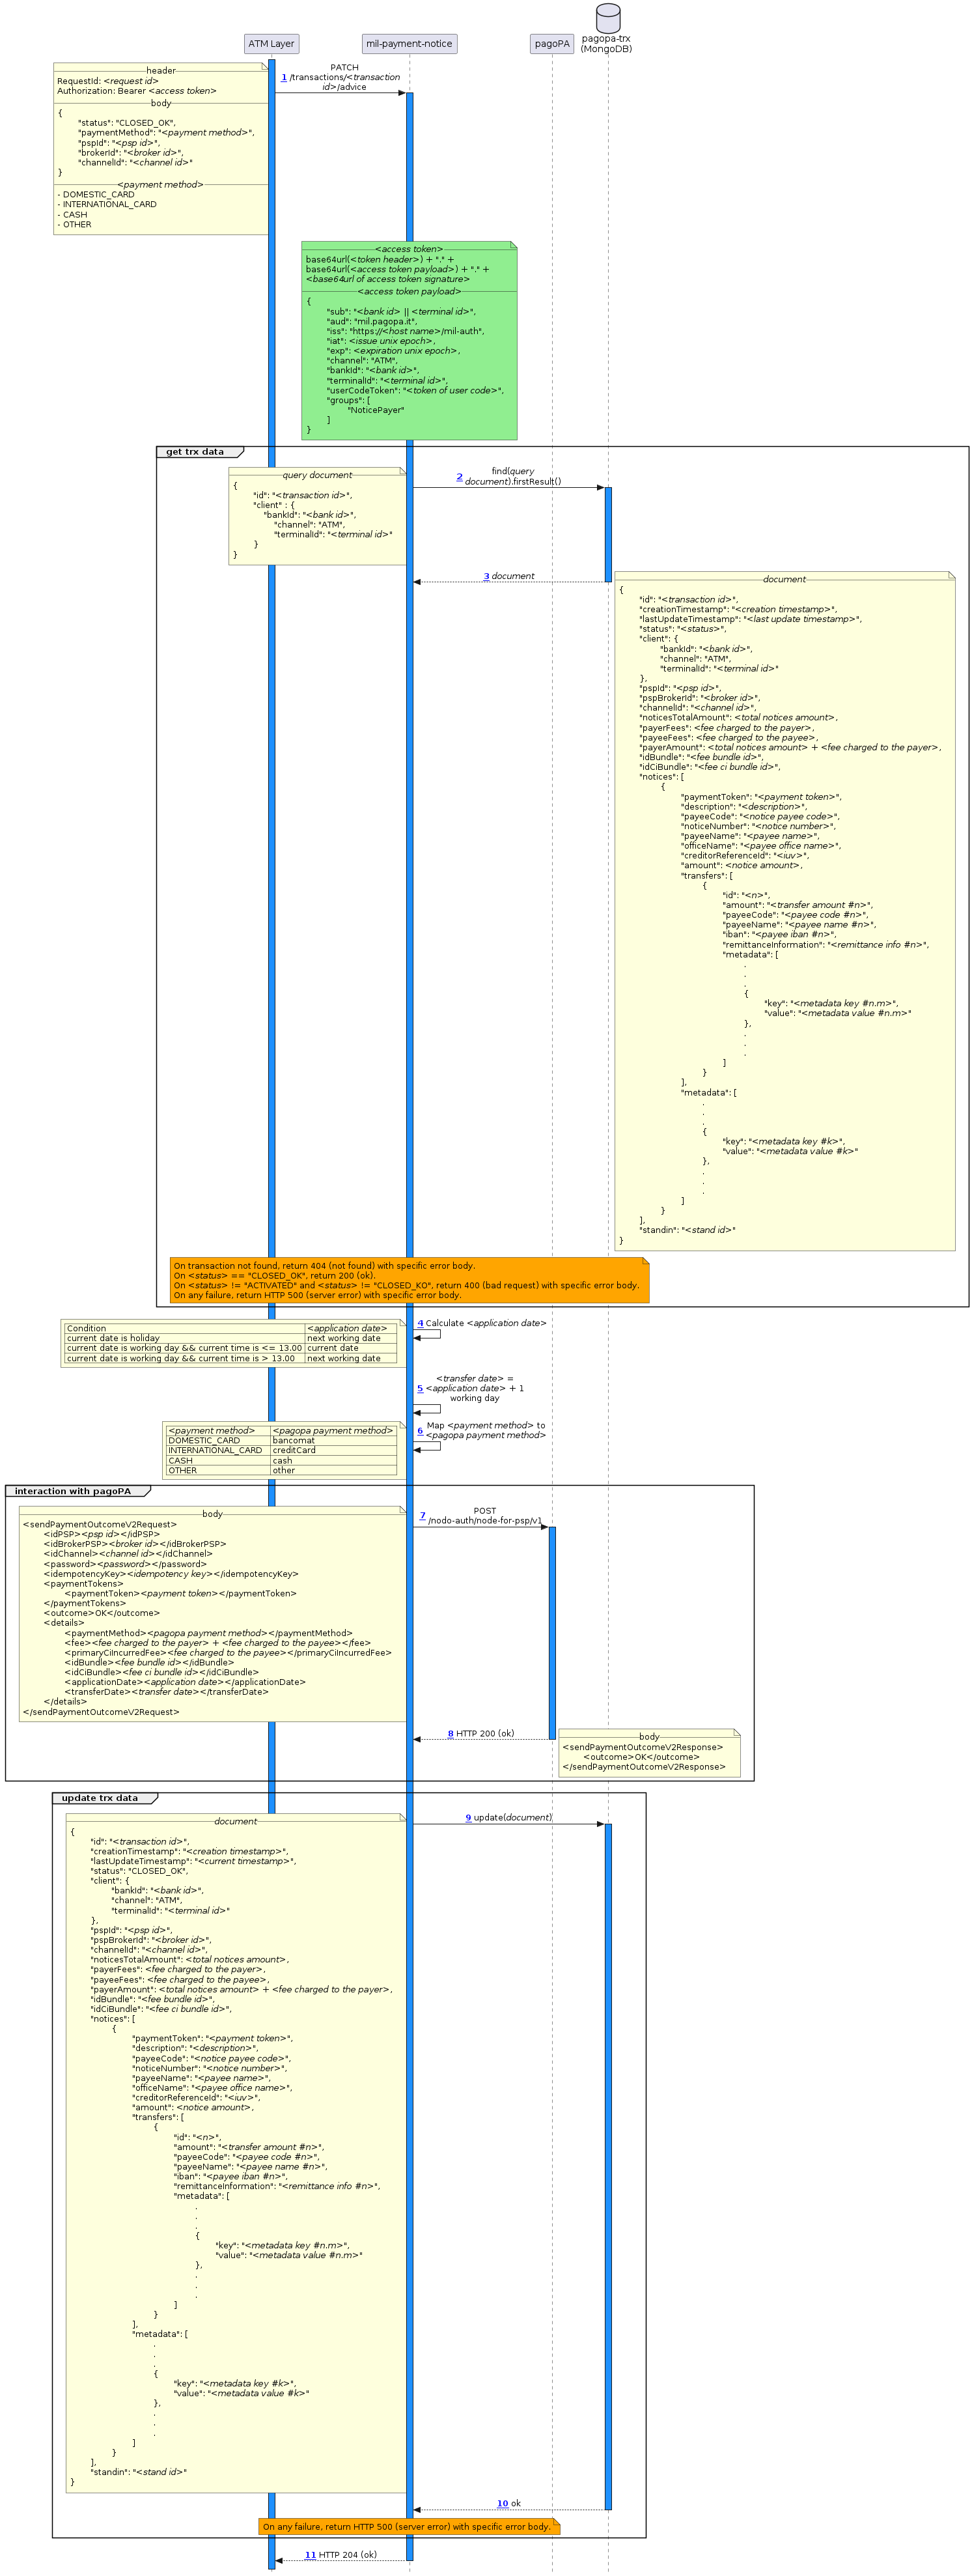 ATM Layer
mil-payment-notice
pagoPA
pagopa-trx
(MongoDB)
header
RequestId: <request id>
Authorization: Bearer <access token>
body
{
"status": "CLOSED_OK",
"paymentMethod": "<payment method>",
"pspId": "<psp id>",
"brokerId": "<broker id>",
"channelId": "<channel id>"
}
<payment method>
- DOMESTIC_CARD
- INTERNATIONAL_CARD
- CASH
- OTHER
PATCH
1 /transactions/<transaction
id>/advice
<access token>
base64url(<token header>) + "." +
base64url(<access token payload>) + "." +
<base64url of access token signature>
<access token payload>
{
"sub": "<bank id> || <terminal id>",
"aud": "mil.pagopa.it",
"iss": "https://<host name>/mil-auth",
"iat": <issue unix epoch>,
"exp": <expiration unix epoch>,
"channel": "ATM",
"bankId": "<bank id>",
"terminalId": "<terminal id>",
"userCodeToken": "<token of user code>",
"groups": [
"NoticePayer"
]
}
get trx data
query document
{
"id": "<transaction id>",
"client" : {
"bankId": "<bank id>",
"channel": "ATM",
"terminalId": "<terminal id>"
}
}
find(query
2 document).firstResult()
3 document
document
{
"id": "<transaction id>",
"creationTimestamp": "<creation timestamp>",
"lastUpdateTimestamp": "<last update timestamp>",
"status": "<status>",
"client": {
"bankId": "<bank id>",
"channel": "ATM",
"terminalId": "<terminal id>"
},
"pspId": "<psp id>",
"pspBrokerId": "<broker id>",
"channelId": "<channel id>",
"noticesTotalAmount": <total notices amount>,
"payerFees": <fee charged to the payer>,
"payeeFees": <fee charged to the payee>,
"payerAmount": <total notices amount> + <fee charged to the payer>,
"idBundle": "<fee bundle id>",
"idCiBundle": "<fee ci bundle id>",
"notices": [
{
"paymentToken": "<payment token>",
"description": "<description>",
"payeeCode": "<notice payee code>",
"noticeNumber": "<notice number>",
"payeeName": "<payee name>",
"officeName": "<payee office name>",
"creditorReferenceId": "<iuv>",
"amount": <notice amount>,
"transfers": [
{
"id": "<n>",
"amount": "<transfer amount #n>",
"payeeCode": "<payee code #n>",
"payeeName": "<payee name #n>",
"iban": "<payee iban #n>",
"remittanceInformation": "<remittance info #n>",
"metadata": [
.
.
.
{
"key": "<metadata key #n.m>",
"value": "<metadata value #n.m>"
},
.
.
.
]
}
],
"metadata": [
.
.
.
{
"key": "<metadata key #k>",
"value": "<metadata value #k>"
},
.
.
.
]
}
],
"standin": "<stand id>"
}
On transaction not found, return 404 (not found) with specific error body.
On <status> == "CLOSED_OK", return 200 (ok).
On <status> != "ACTIVATED" and <status> != "CLOSED_KO", return 400 (bad request) with specific error body.
On any failure, return HTTP 500 (server error) with specific error body.
Condition <application date>
current date is holiday next working date
current date is working day && current time is <= 13.00 current date
current date is working day && current time is > 13.00 next working date
4 Calculate <application date>
<transfer date> =
5 <application date> + 1
working day
<payment method> <pagopa payment method>
DOMESTIC_CARD bancomat
INTERNATIONAL_CARD creditCard
CASH cash
OTHER other
6 Map <payment method> to
<pagopa payment method>
interaction with pagoPA
body
<sendPaymentOutcomeV2Request>
<idPSP><psp id></idPSP>
<idBrokerPSP><broker id></idBrokerPSP>
<idChannel><channel id></idChannel>
<password><password></password>
<idempotencyKey><idempotency key></idempotencyKey>
<paymentTokens>
<paymentToken><payment token></paymentToken>
</paymentTokens>
<outcome>OK</outcome>
<details>
<paymentMethod><pagopa payment method></paymentMethod>
<fee><fee charged to the payer> + <fee charged to the payee></fee>
<primaryCiIncurredFee><fee charged to the payee></primaryCiIncurredFee>
<idBundle><fee bundle id></idBundle>
<idCiBundle><fee ci bundle id></idCiBundle>
<applicationDate><application date></applicationDate>
<transferDate><transfer date></transferDate>
</details>
</sendPaymentOutcomeV2Request>
POST
7 /nodo-auth/node-for-psp/v1
8 HTTP 200 (ok)
body
<sendPaymentOutcomeV2Response>
<outcome>OK</outcome>
</sendPaymentOutcomeV2Response>
update trx data
document
{
"id": "<transaction id>",
"creationTimestamp": "<creation timestamp>",
"lastUpdateTimestamp": "<current timestamp>",
"status": "CLOSED_OK",
"client": {
"bankId": "<bank id>",
"channel": "ATM",
"terminalId": "<terminal id>"
},
"pspId": "<psp id>",
"pspBrokerId": "<broker id>",
"channelId": "<channel id>",
"noticesTotalAmount": <total notices amount>,
"payerFees": <fee charged to the payer>,
"payeeFees": <fee charged to the payee>,
"payerAmount": <total notices amount> + <fee charged to the payer>,
"idBundle": "<fee bundle id>",
"idCiBundle": "<fee ci bundle id>",
"notices": [
{
"paymentToken": "<payment token>",
"description": "<description>",
"payeeCode": "<notice payee code>",
"noticeNumber": "<notice number>",
"payeeName": "<payee name>",
"officeName": "<payee office name>",
"creditorReferenceId": "<iuv>",
"amount": <notice amount>,
"transfers": [
{
"id": "<n>",
"amount": "<transfer amount #n>",
"payeeCode": "<payee code #n>",
"payeeName": "<payee name #n>",
"iban": "<payee iban #n>",
"remittanceInformation": "<remittance info #n>",
"metadata": [
.
.
.
{
"key": "<metadata key #n.m>",
"value": "<metadata value #n.m>"
},
.
.
.
]
}
],
"metadata": [
.
.
.
{
"key": "<metadata key #k>",
"value": "<metadata value #k>"
},
.
.
.
]
}
],
"standin": "<stand id>"
}
9 update(document)
10 ok
On any failure, return HTTP 500 (server error) with specific error body.
11 HTTP 204 (ok)